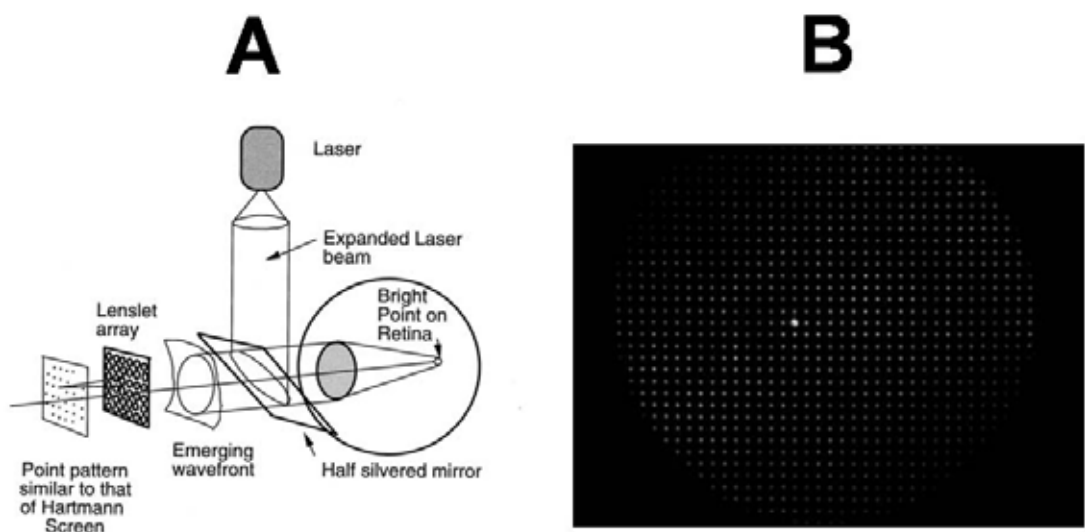 A
B
Laser
Expanded Laser
beam
Bright
Point on
Retina
Lenslet
array
Emerging
wavefront
Half silvered mirror
Point pattern
similar to that
of Hartmann
Screen